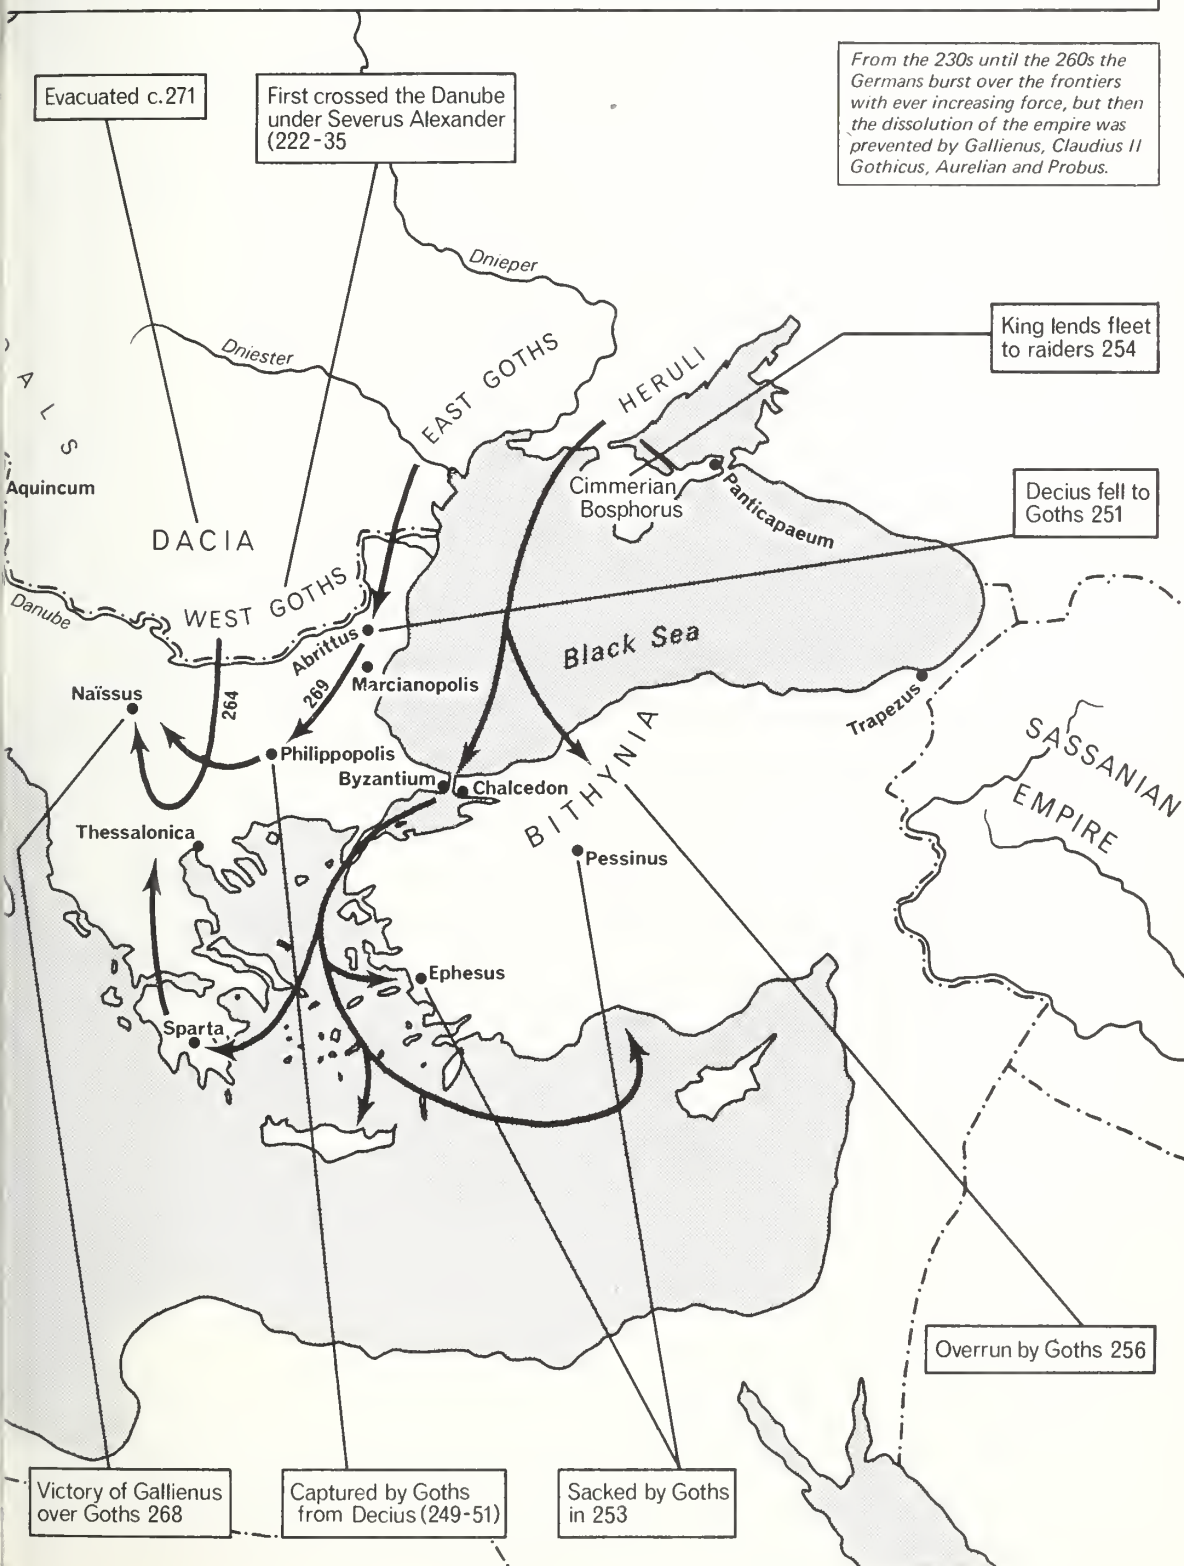 From the 230s until the 260s the
Germans burst over the frontiers
with ever increasing force, but then
the dissolution of the empire was
prevented by Gallienus, Claudius II
Gothicus, Aurelian and Probus.
Evacuated c.271
First crossed the Danube
under Severus Alexander
(222-35
Dnieper
King lends fleet
to raiders 254
Dniester
EAST GOTHS
HERULI
ALS
Aquincum
Cimmerian
Bosphorus
Panticapaeum
Decius fell to
Goths 251
DACIA
Danube
WEST GOTHS
Abrittus
Black Sea
Marcianopolis
Naïssus
264
269
Trapezus
SASSANIAN
EMPIRE
Philippopolis
Byzantium
Chalcedon
BITHYNIA
Thessalonica
Pessinus
Ephesus
Sparta
Overrun by Goths 256
Victory of Gallienus
over Goths 268
Captured by Goths
from Decius (249-51)
Sacked by Goths
in 253